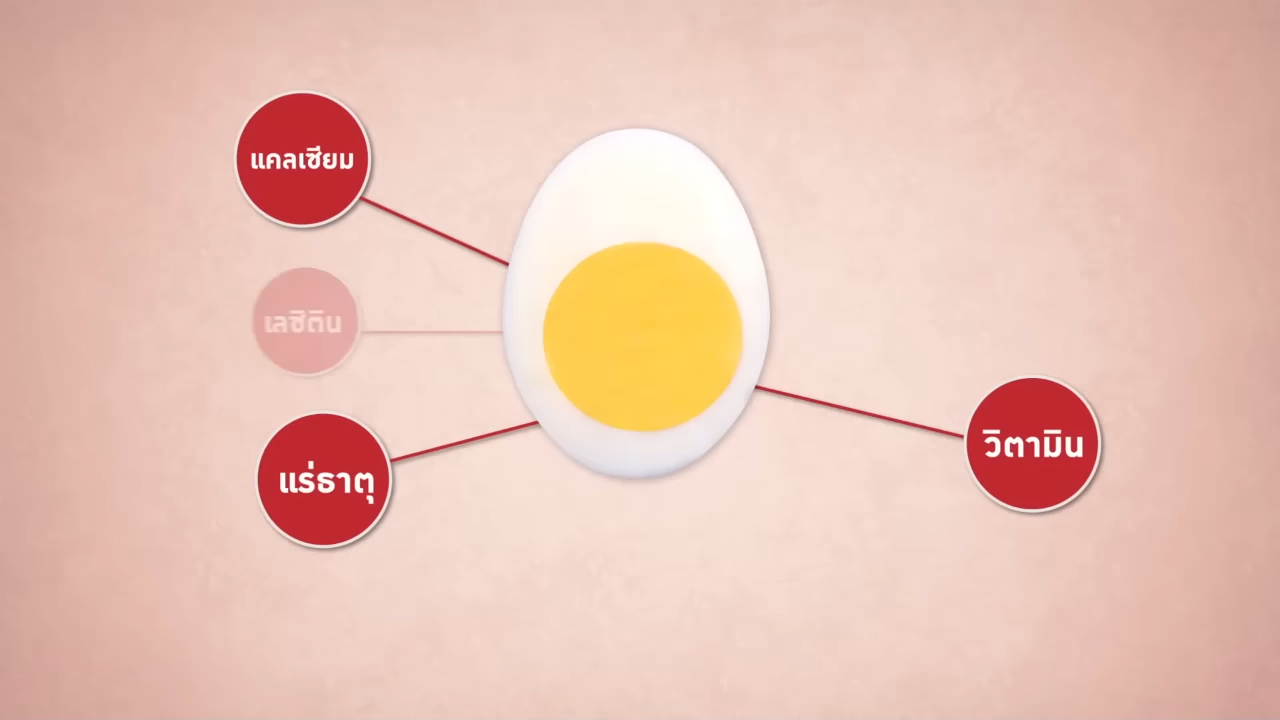 แคลเซียม
เลซิติน
แร่ธาตุ
วิตามิน